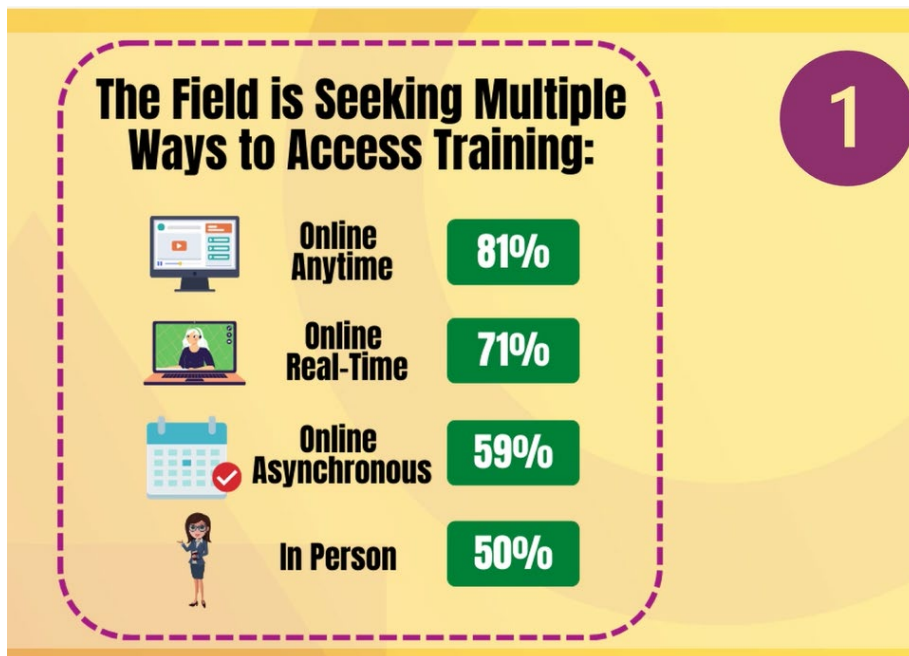 The Field is Seeking Multiple
Ways to Access Training:
1
Online
Anytime
81%
Online
Real-Time
71%
Online
Asynchronous
59%
In Person
50%